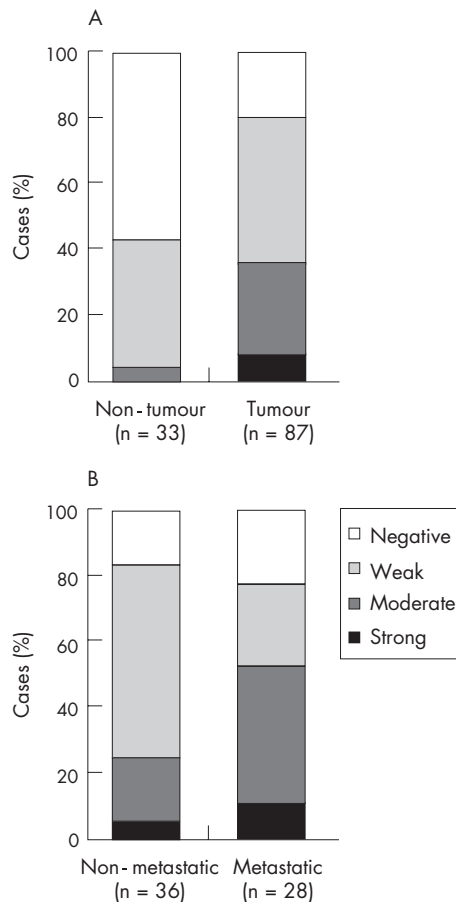 A
Cases (%)
100
80
60
40
20
0
Non-tumour
(n = 33)
Tumour
(n = 87)
B
Cases (%)
100
80
60
40
20
0
Non-metastatic
(n = 36)
Metastatic
(n = 28)
Negative
Weak
Moderate
Strong